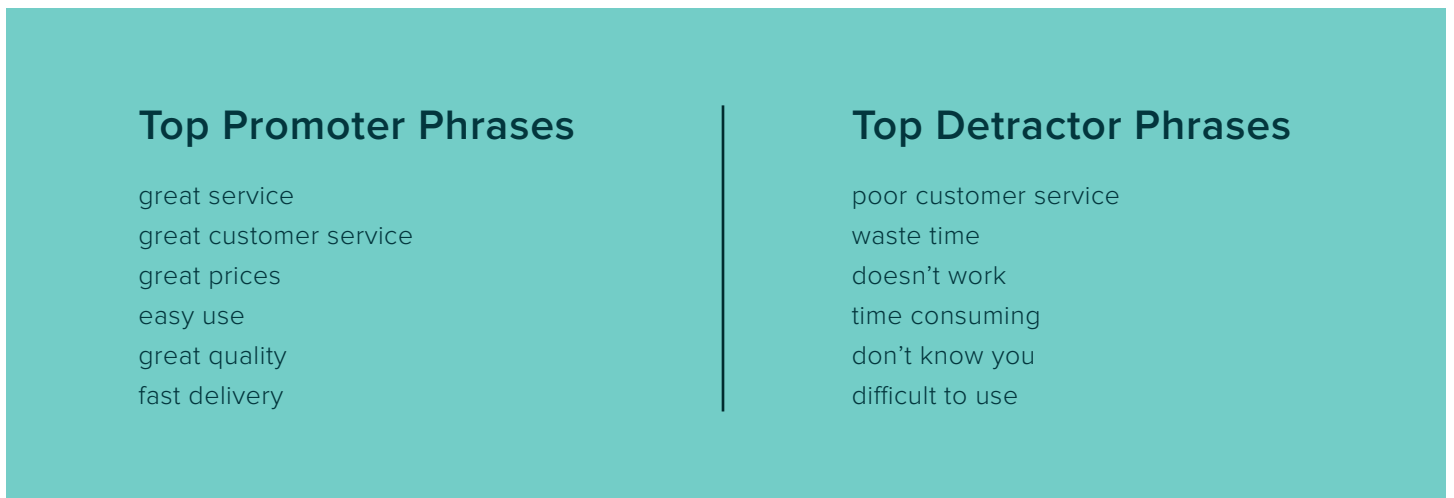 Top Promoter Phrases
great service
great customer service
great prices
easy use
great quality
fast delivery
Top Detractor Phrases
poor customer service
waste time
doesn’t work
time consuming
don’t know you
difficult to use